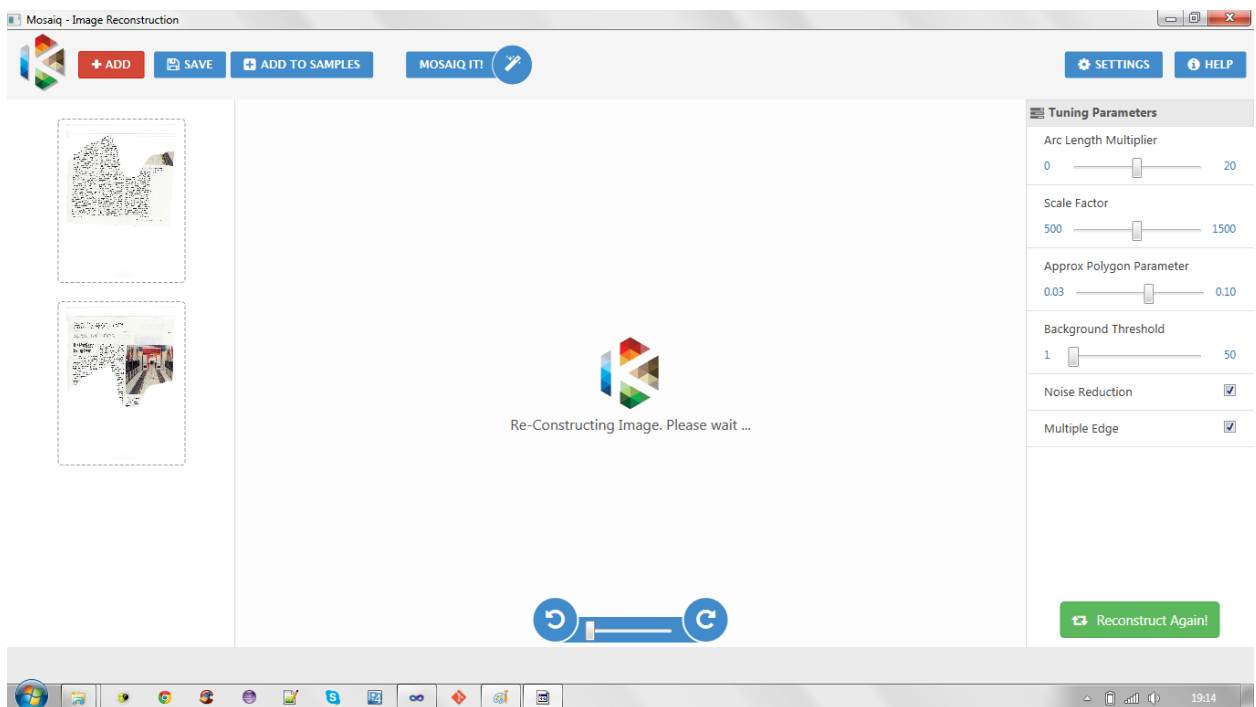 Mosaiq - Image Reconstruction
ADD
SAVE
ADD TO SAMPLES
MOSAIQ IT!
SETTINGS
HELP
Tuning Parameters
Arc Length Multiplier
0 20
Scale Factor
500 1500
Approx Polygon Parameter
0.03 0.10
Background Threshold
1 50
Noise Reduction
Multiple Edge
Re-Constructing Image. Please wait ...
Reconstruct Again!
19:14